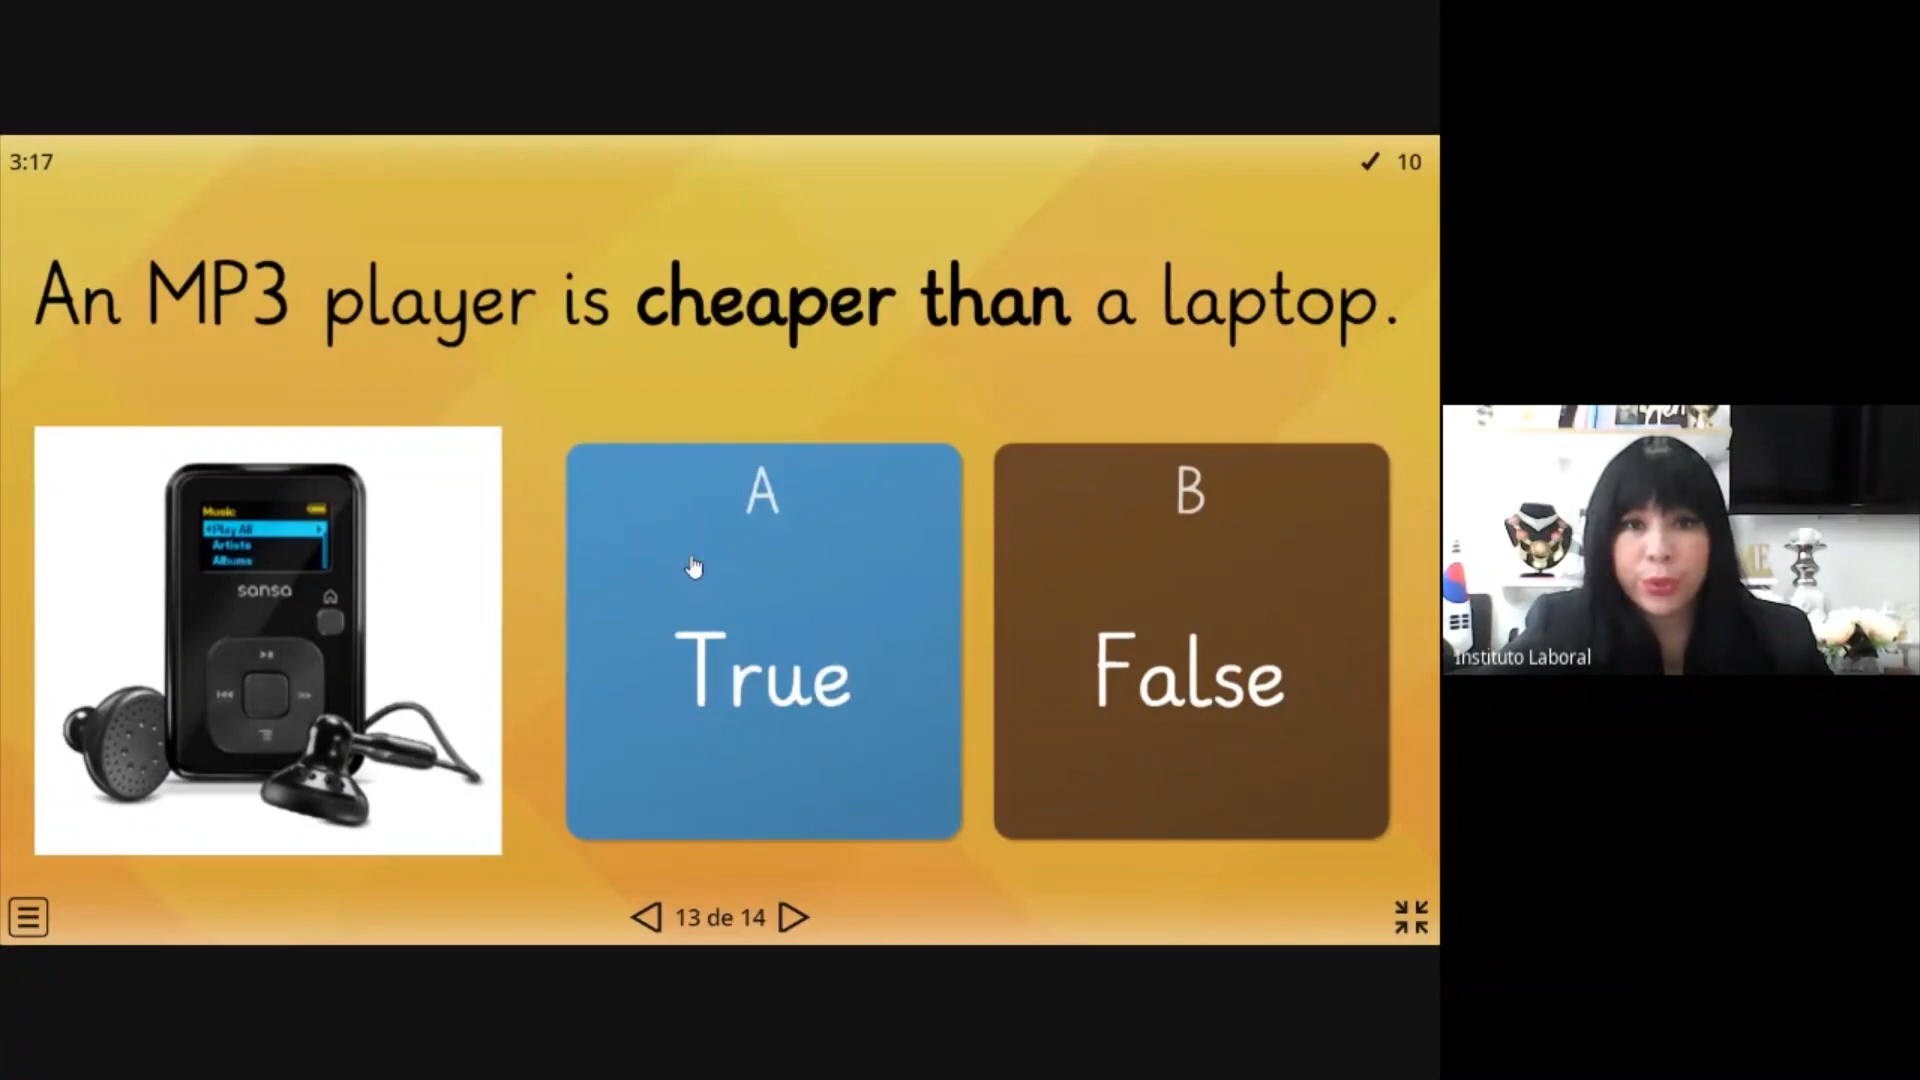 3:17
✓ 10
An MP3 player is cheaper than a laptop.
Music
Play All
Artists
Albums
sansa
A
True
B
False
13 de 14
Instituto Laboral